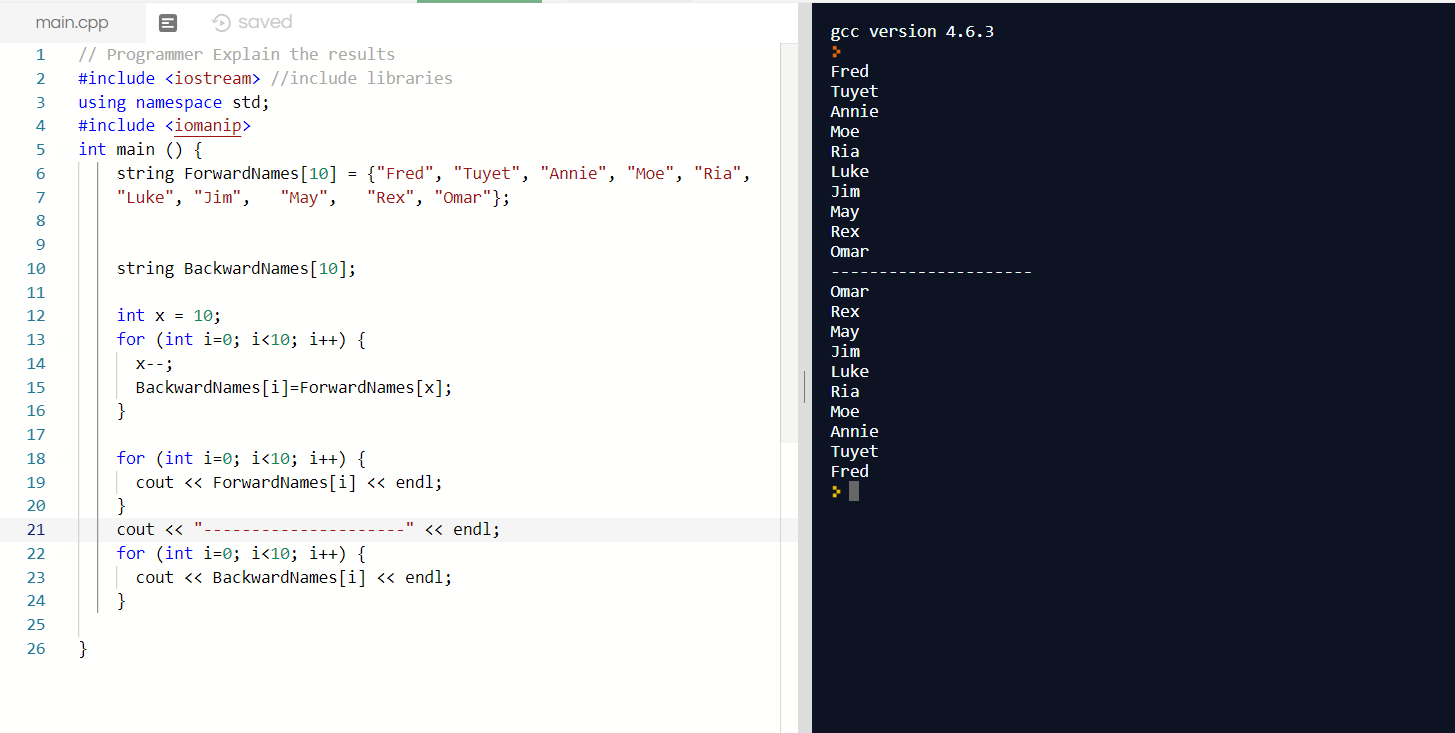 main.cpp saved
1 // Programmer Explain the results
2 #include <iostream> //include libraries
3 using namespace std;
4 #include <iomanip>
5 int main () {
6 string ForwardNames[10] = {"Fred", "Tuyet", "Annie", "Moe", "Ria",
7 "Luke", "Jim",   "May",   "Rex", "Omar"};
8
9
10 string BackwardNames[10];
11
12 int x = 10;
13 for (int i=0; i<10; i++) {
14 x--;
15 BackwardNames[i]=ForwardNames[x];
16 }
17
18 for (int i=0; i<10; i++) {
19 cout << ForwardNames[i] << endl;
20 }
21 cout << "---------------------" << endl;
22 for (int i=0; i<10; i++) {
23 cout << BackwardNames[i] << endl;
24 }
25
26 }
gcc version 4.6.3
>
Fred
Tuyet
Annie
Moe
Ria
Luke
Jim
May
Rex
Omar
---------------------
Omar
Rex
May
Jim
Luke
Ria
Moe
Annie
Tuyet
Fred
>